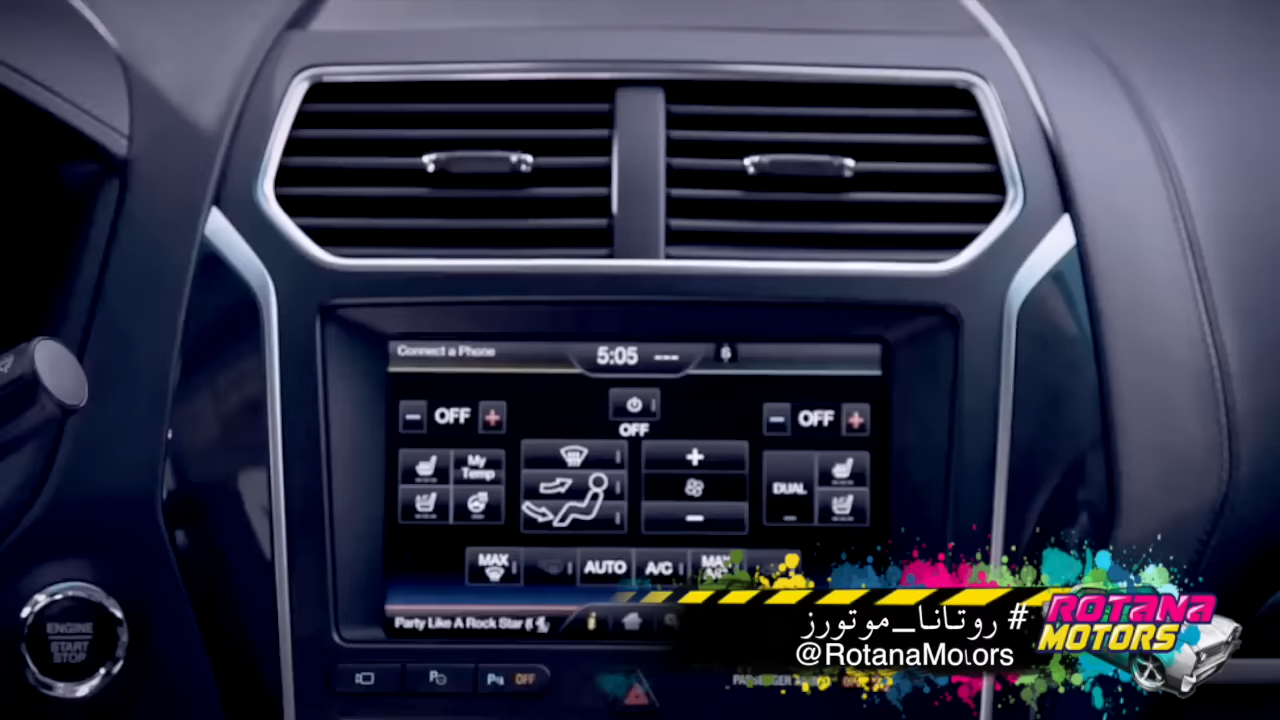 Connect a Phone
5:05 ---
OFF
OFF
OFF
My
Temp
DUAL
MAX
AUTO
A/C
MAX
A/C
Party Like A Rock Star
ENGINE
START
STOP
OFF
# روتانا_موتورز
@RotanaMotors
ROTANA
MOTORS